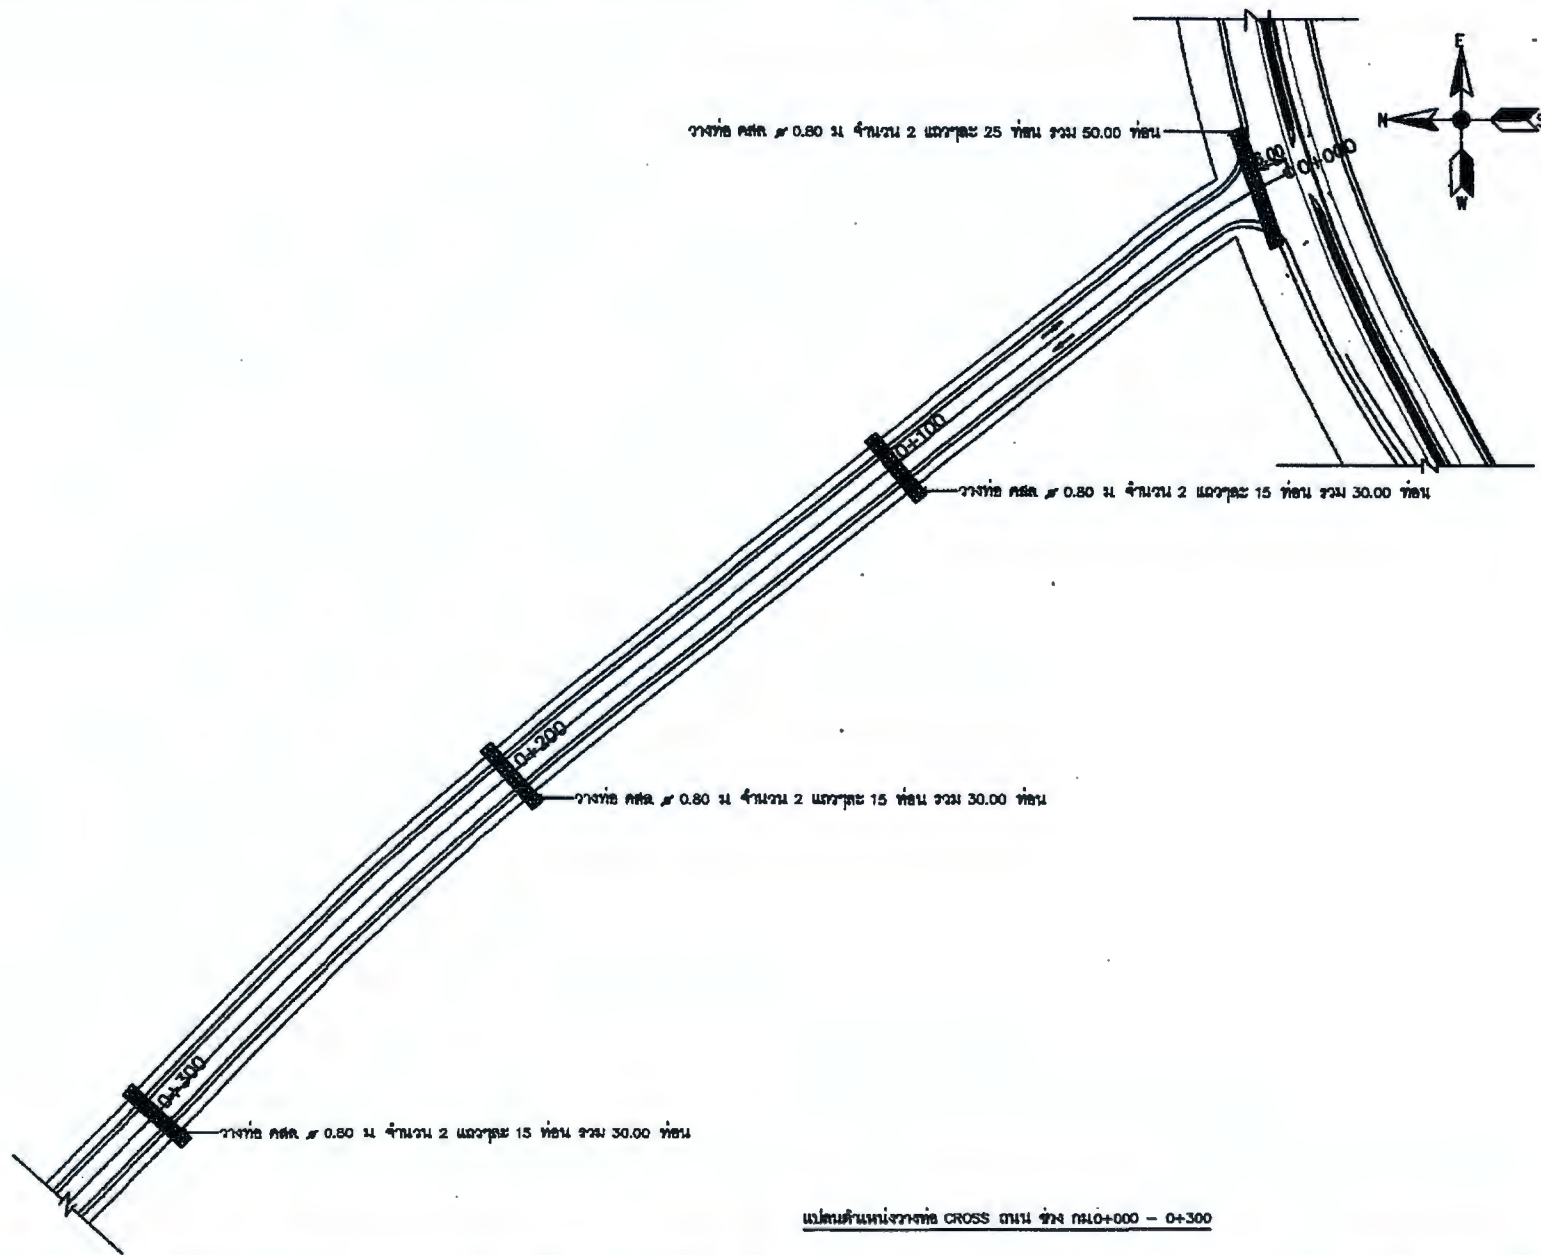 E
N
S
W
วางท่อ คสล. ø 0.80 ม. จำนวน 2 แถวๆละ 25 ท่อน รวม 50.00 ท่อน
6.00
0+000
0+100
วางท่อ คสล. ø 0.80 ม. จำนวน 2 แถวๆละ 15 ท่อน รวม 30.00 ท่อน
0+200
วางท่อ คสล. ø 0.80 ม. จำนวน 2 แถวๆละ 15 ท่อน รวม 30.00 ท่อน
0+300
วางท่อ คสล. ø 0.80 ม. จำนวน 2 แถวๆละ 15 ท่อน รวม 30.00 ท่อน
แปลนตำแหน่งวางท่อ CROSS ถนน ช่วง กม.0+000 - 0+300